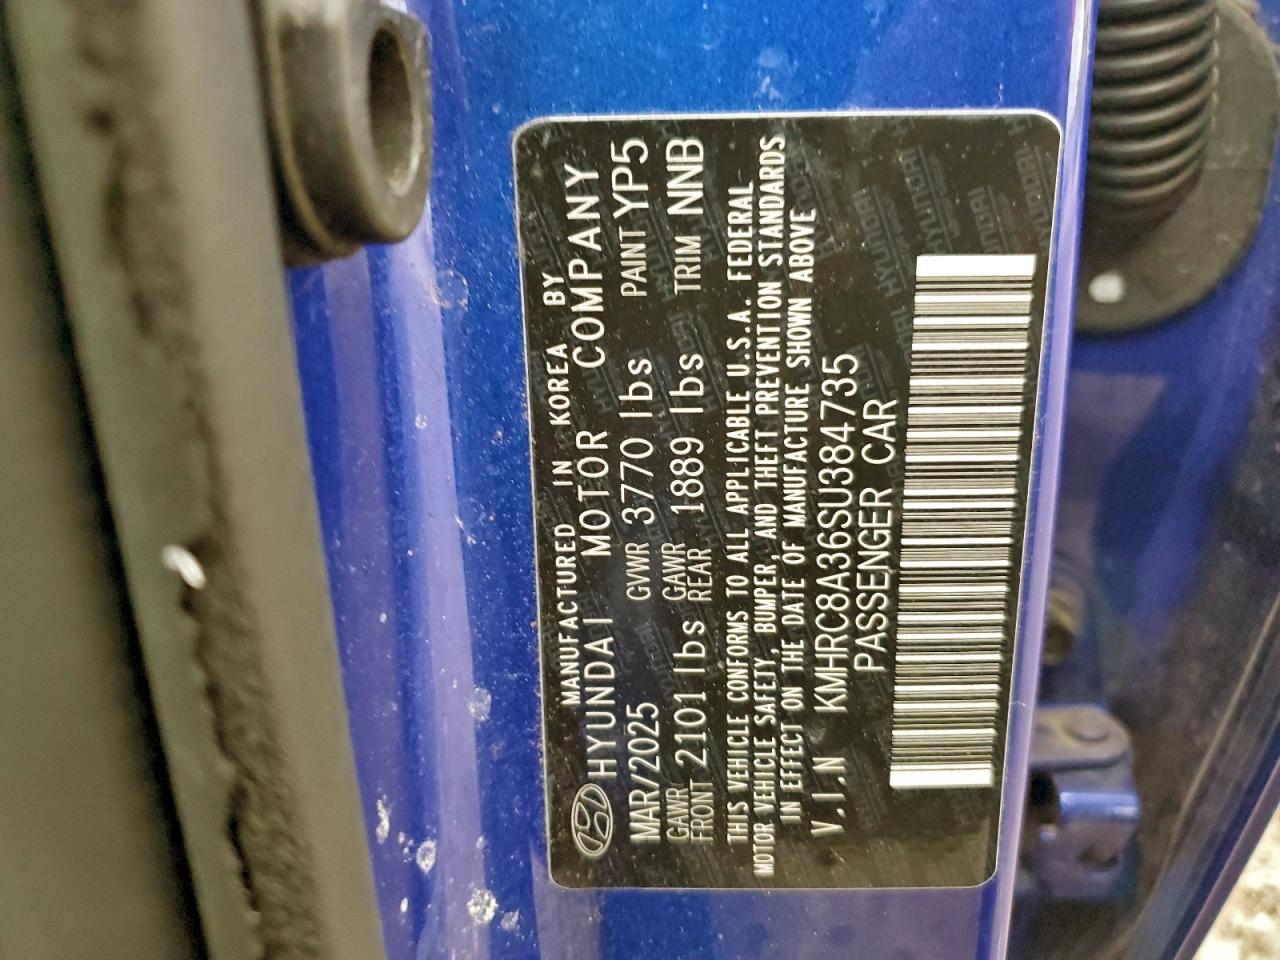 MANUFACTURED IN KOREA BY
HYUNDAI MOTOR COMPANY
MAR/2025 GVWR 3770 lbs PAINT YP5
GAWR FRONT 2101 lbs GAWR REAR 1889 lbs TRIM NNB
THIS VEHICLE CONFORMS TO ALL APPLICABLE U.S.A. FEDERAL
MOTOR VEHICLE SAFETY, BUMPER, AND THEFT PREVENTION STANDARDS
IN EFFECT ON THE DATE OF MANUFACTURE SHOWN ABOVE
V.I.N KMHRC8A36SU384735
PASSENGER CAR